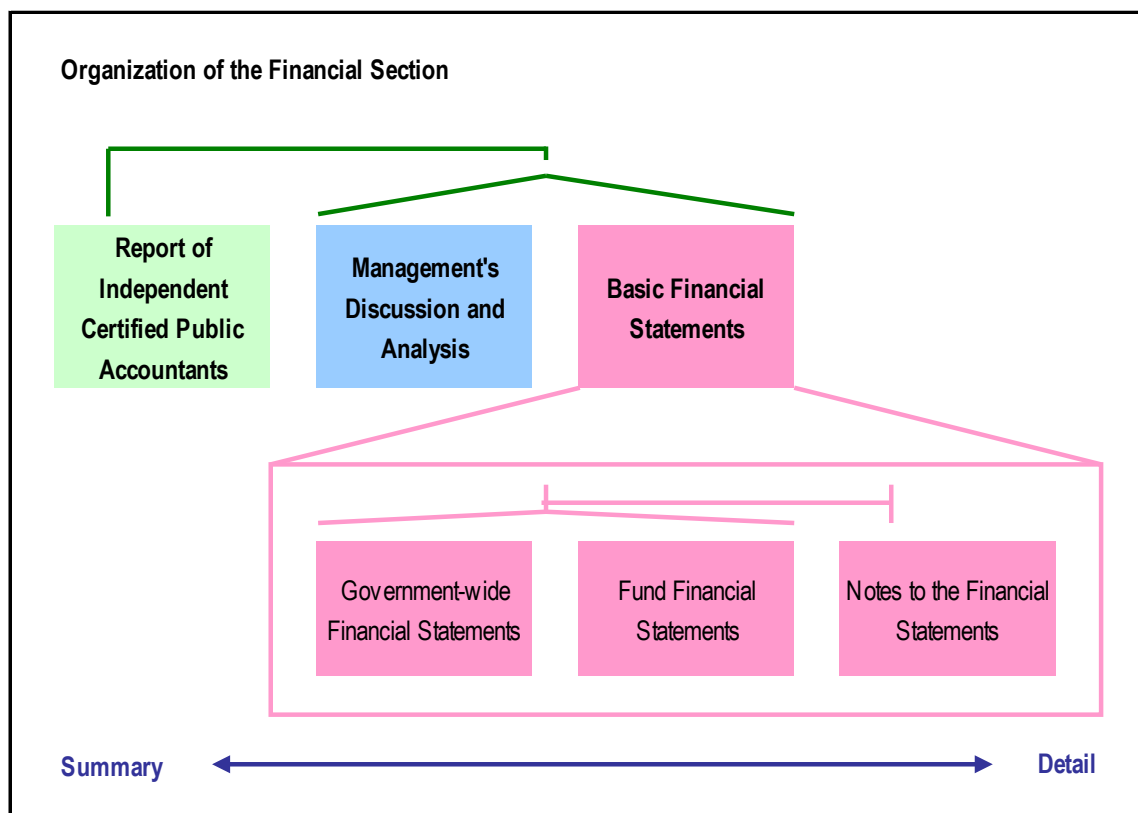 Organization of the Financial Section
Report of
Independent
Certified Public
Accountants
Management's
Discussion and
Analysis
Basic Financial
Statements
Government-wide
Financial Statements
Fund Financial
Statements
Notes to the Financial
Statements
Summary
Detail